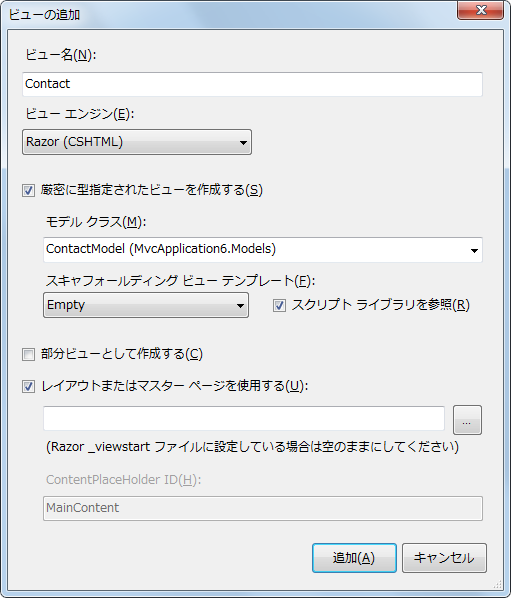 ビューの追加
ビュー名(N):
Contact
ビュー エンジン(E):
Razor (CSHTML)
厳密に型指定されたビューを作成する(S)
モデル クラス(M):
ContactModel (MvcApplication6.Models)
スキャフォールディング ビュー テンプレート(F):
Empty
スクリプト ライブラリを参照(R)
部分ビューとして作成する(C)
レイアウトまたはマスター ページを使用する(U):
...
(Razor _viewstart ファイルに設定している場合は空のままにしてください)
ContentPlaceHolder ID(H):
MainContent
追加(A)
キャンセル